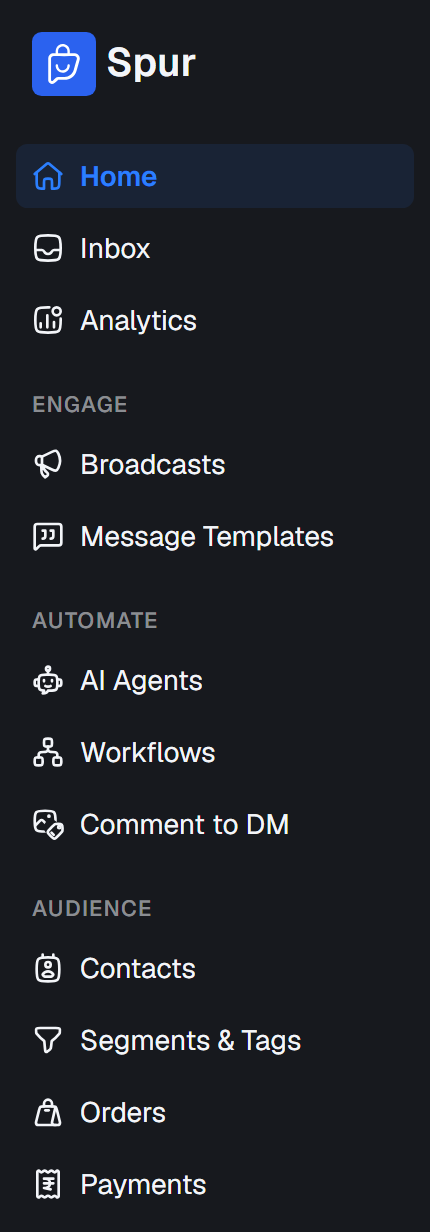 Spur
Home
Inbox
Analytics
ENGAGE
Broadcasts
Message Templates
AUTOMATE
AI Agents
Workflows
Comment to DM
AUDIENCE
Contacts
Segments & Tags
Orders
Payments